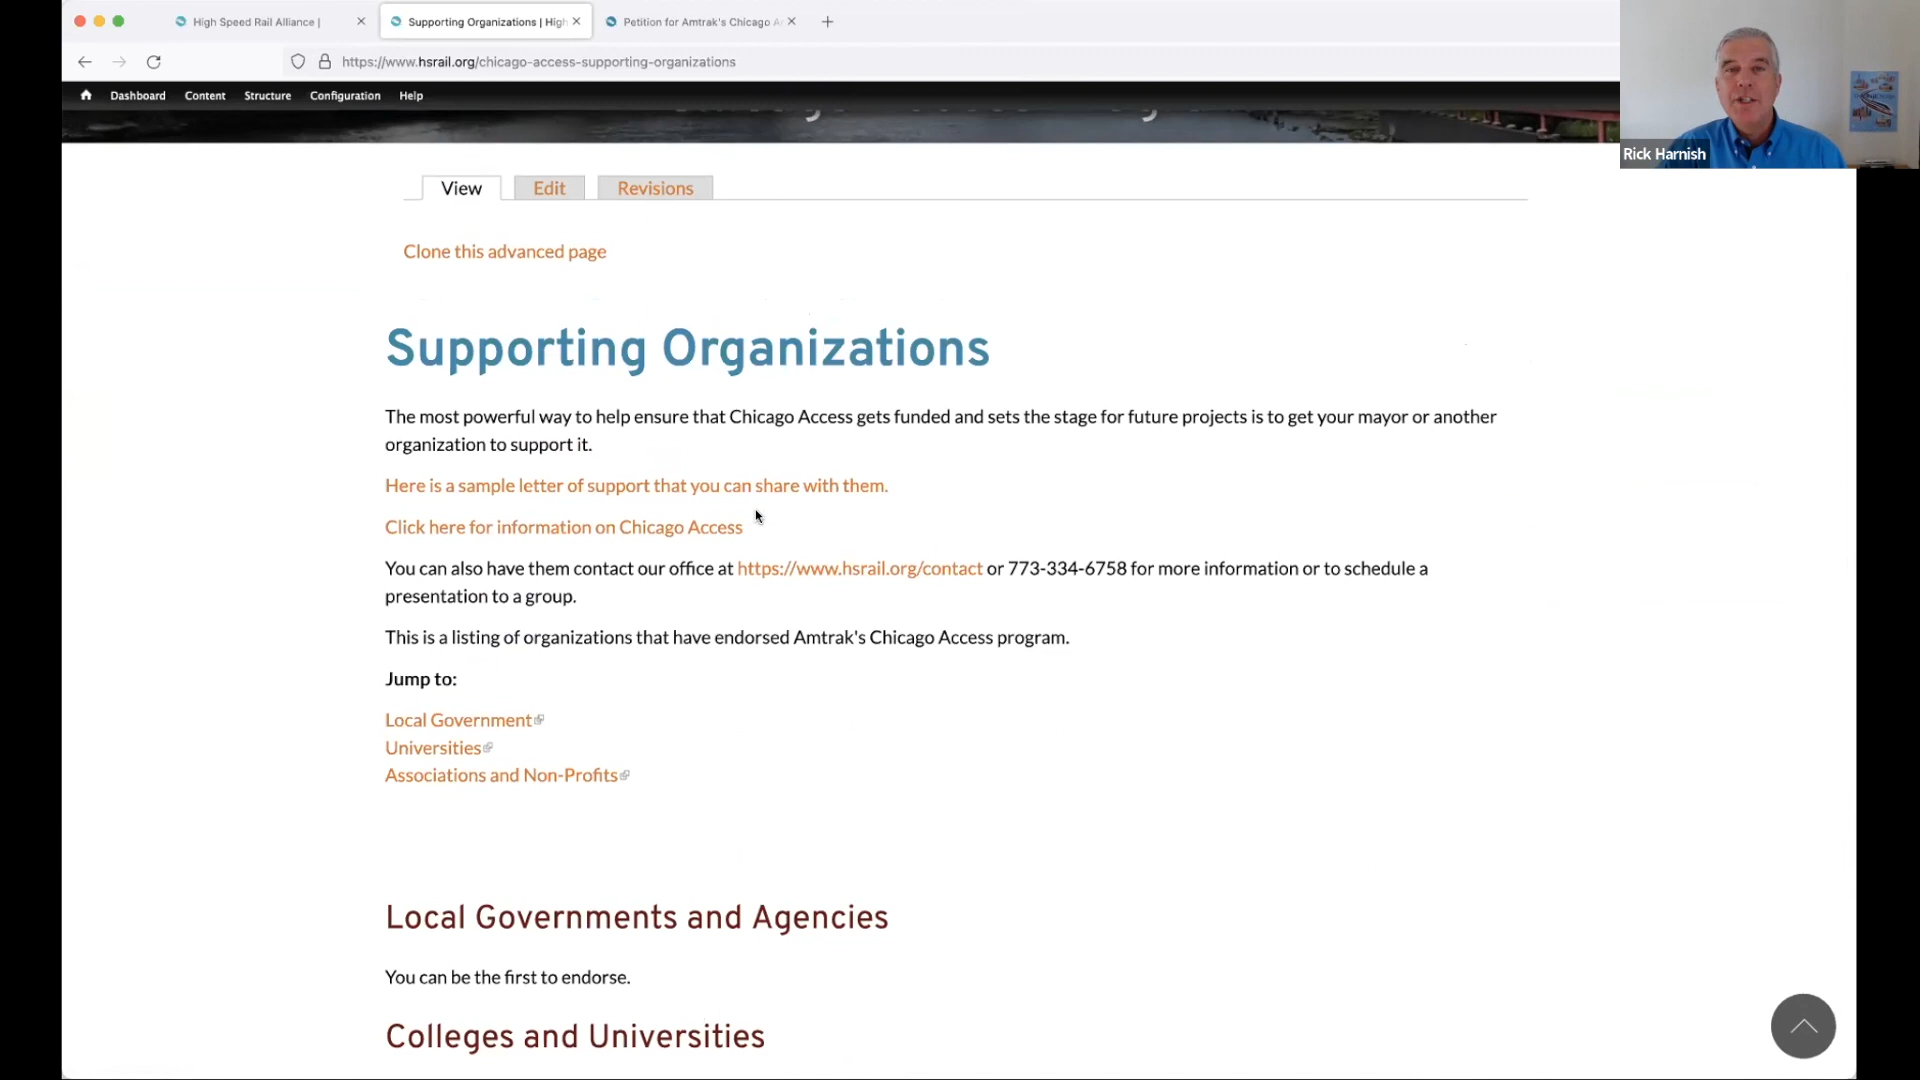 High Speed Rail Alliance |
Supporting Organizations | High
Petition for Amtrak's Chicago A
https://www.hsrail.org/chicago-access-supporting-organizations
Dashboard Content Structure Configuration Help
Rick Harnish
View Edit Revisions
Clone this advanced page
Supporting Organizations
The most powerful way to help ensure that Chicago Access gets funded and sets the stage for future projects is to get your mayor or another
organization to support it.
Here is a sample letter of support that you can share with them.
Click here for information on Chicago Access
You can also have them contact our office at https://www.hsrail.org/contact or 773-334-6758 for more information or to schedule a
presentation to a group.
This is a listing of organizations that have endorsed Amtrak's Chicago Access program.
Jump to:
Local Government
Universities
Associations and Non-Profits
Local Governments and Agencies
You can be the first to endorse.
Colleges and Universities